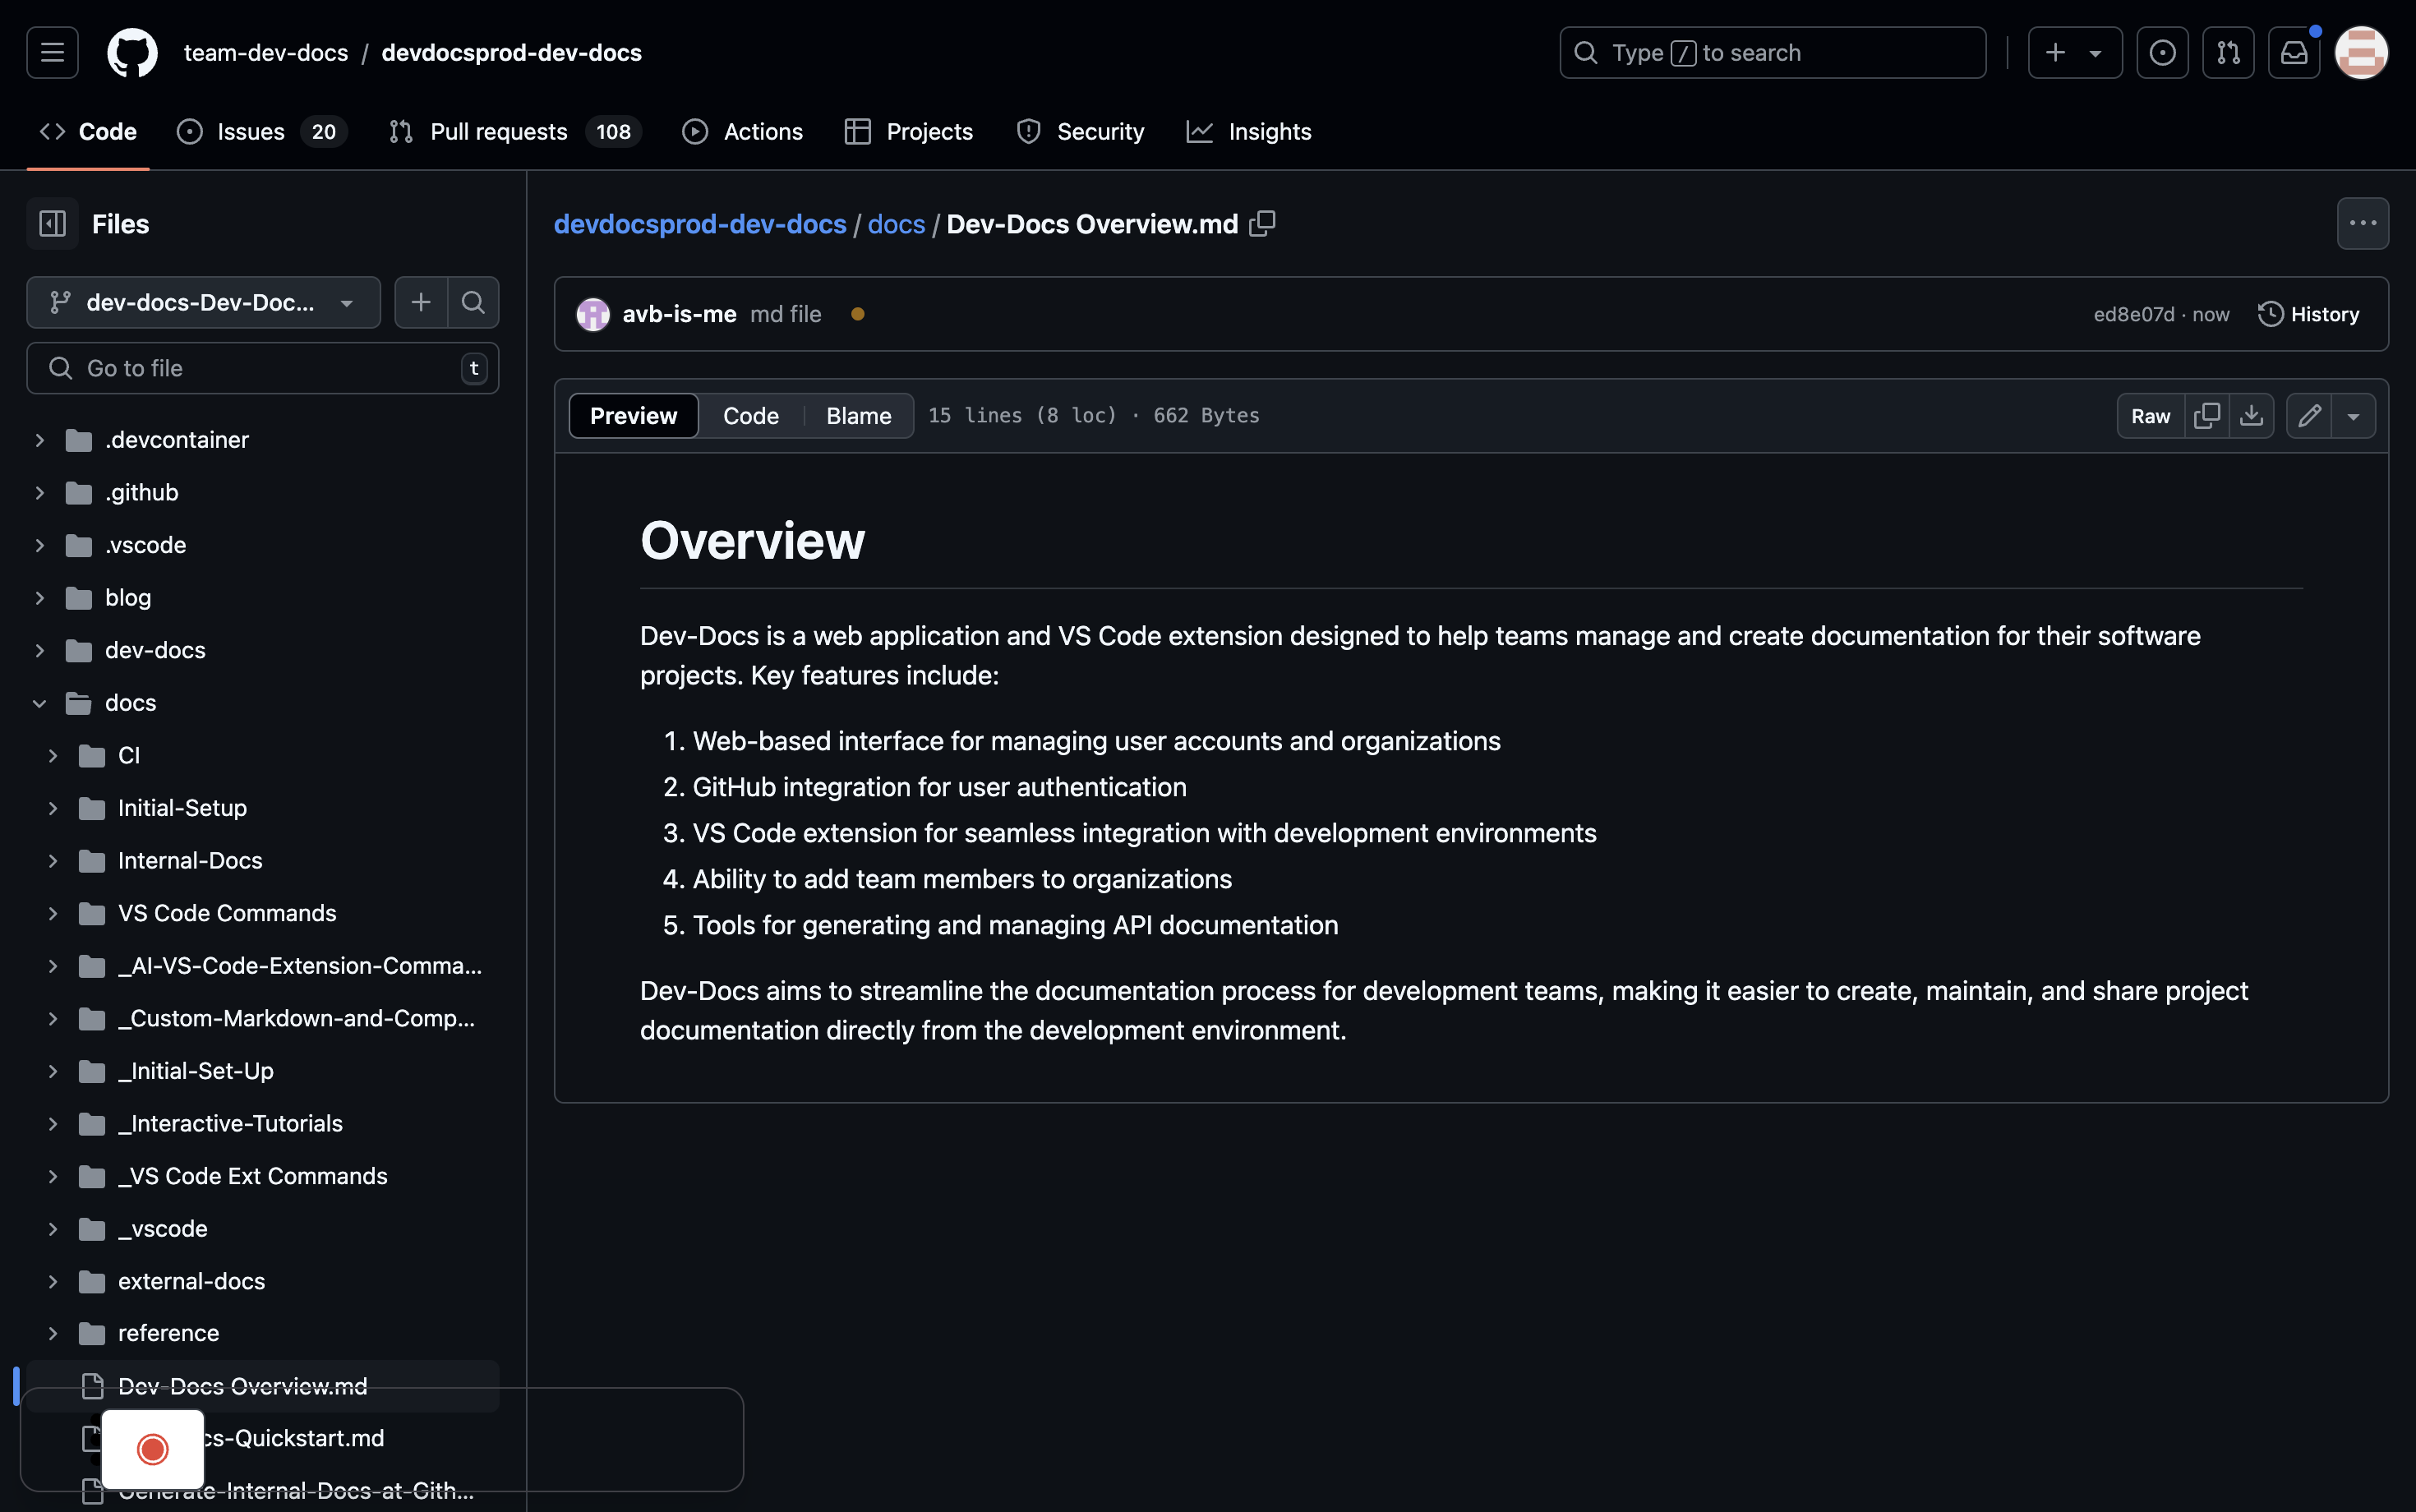 team-dev-docs / devdocsprod-dev-docs
Type / to search
Code
Issues 20
Pull requests 108
Actions
Projects
Security
Insights
Files
dev-docs-Dev-Doc...
Go to file
t
.devcontainer
.github
.vscode
blog
dev-docs
docs
CI
Initial-Setup
Internal-Docs
VS Code Commands
_AI-VS-Code-Extension-Comma...
_Custom-Markdown-and-Comp...
_Initial-Set-Up
_Interactive-Tutorials
_VS Code Ext Commands
_vscode
external-docs
reference
Dev-Docs Overview.md
cs-Quickstart.md
Generate-Internal-Docs-at-Gith...
devdocsprod-dev-docs / docs / Dev-Docs Overview.md
avb-is-me md file
ed8e07d · now
History
Preview
Code
Blame
15 lines (8 loc) · 662 Bytes
Raw
Overview
Dev-Docs is a web application and VS Code extension designed to help teams manage and create documentation for their software
projects. Key features include:
1. Web-based interface for managing user accounts and organizations
2. GitHub integration for user authentication
3. VS Code extension for seamless integration with development environments
4. Ability to add team members to organizations
5. Tools for generating and managing API documentation
Dev-Docs aims to streamline the documentation process for development teams, making it easier to create, maintain, and share project
documentation directly from the development environment.